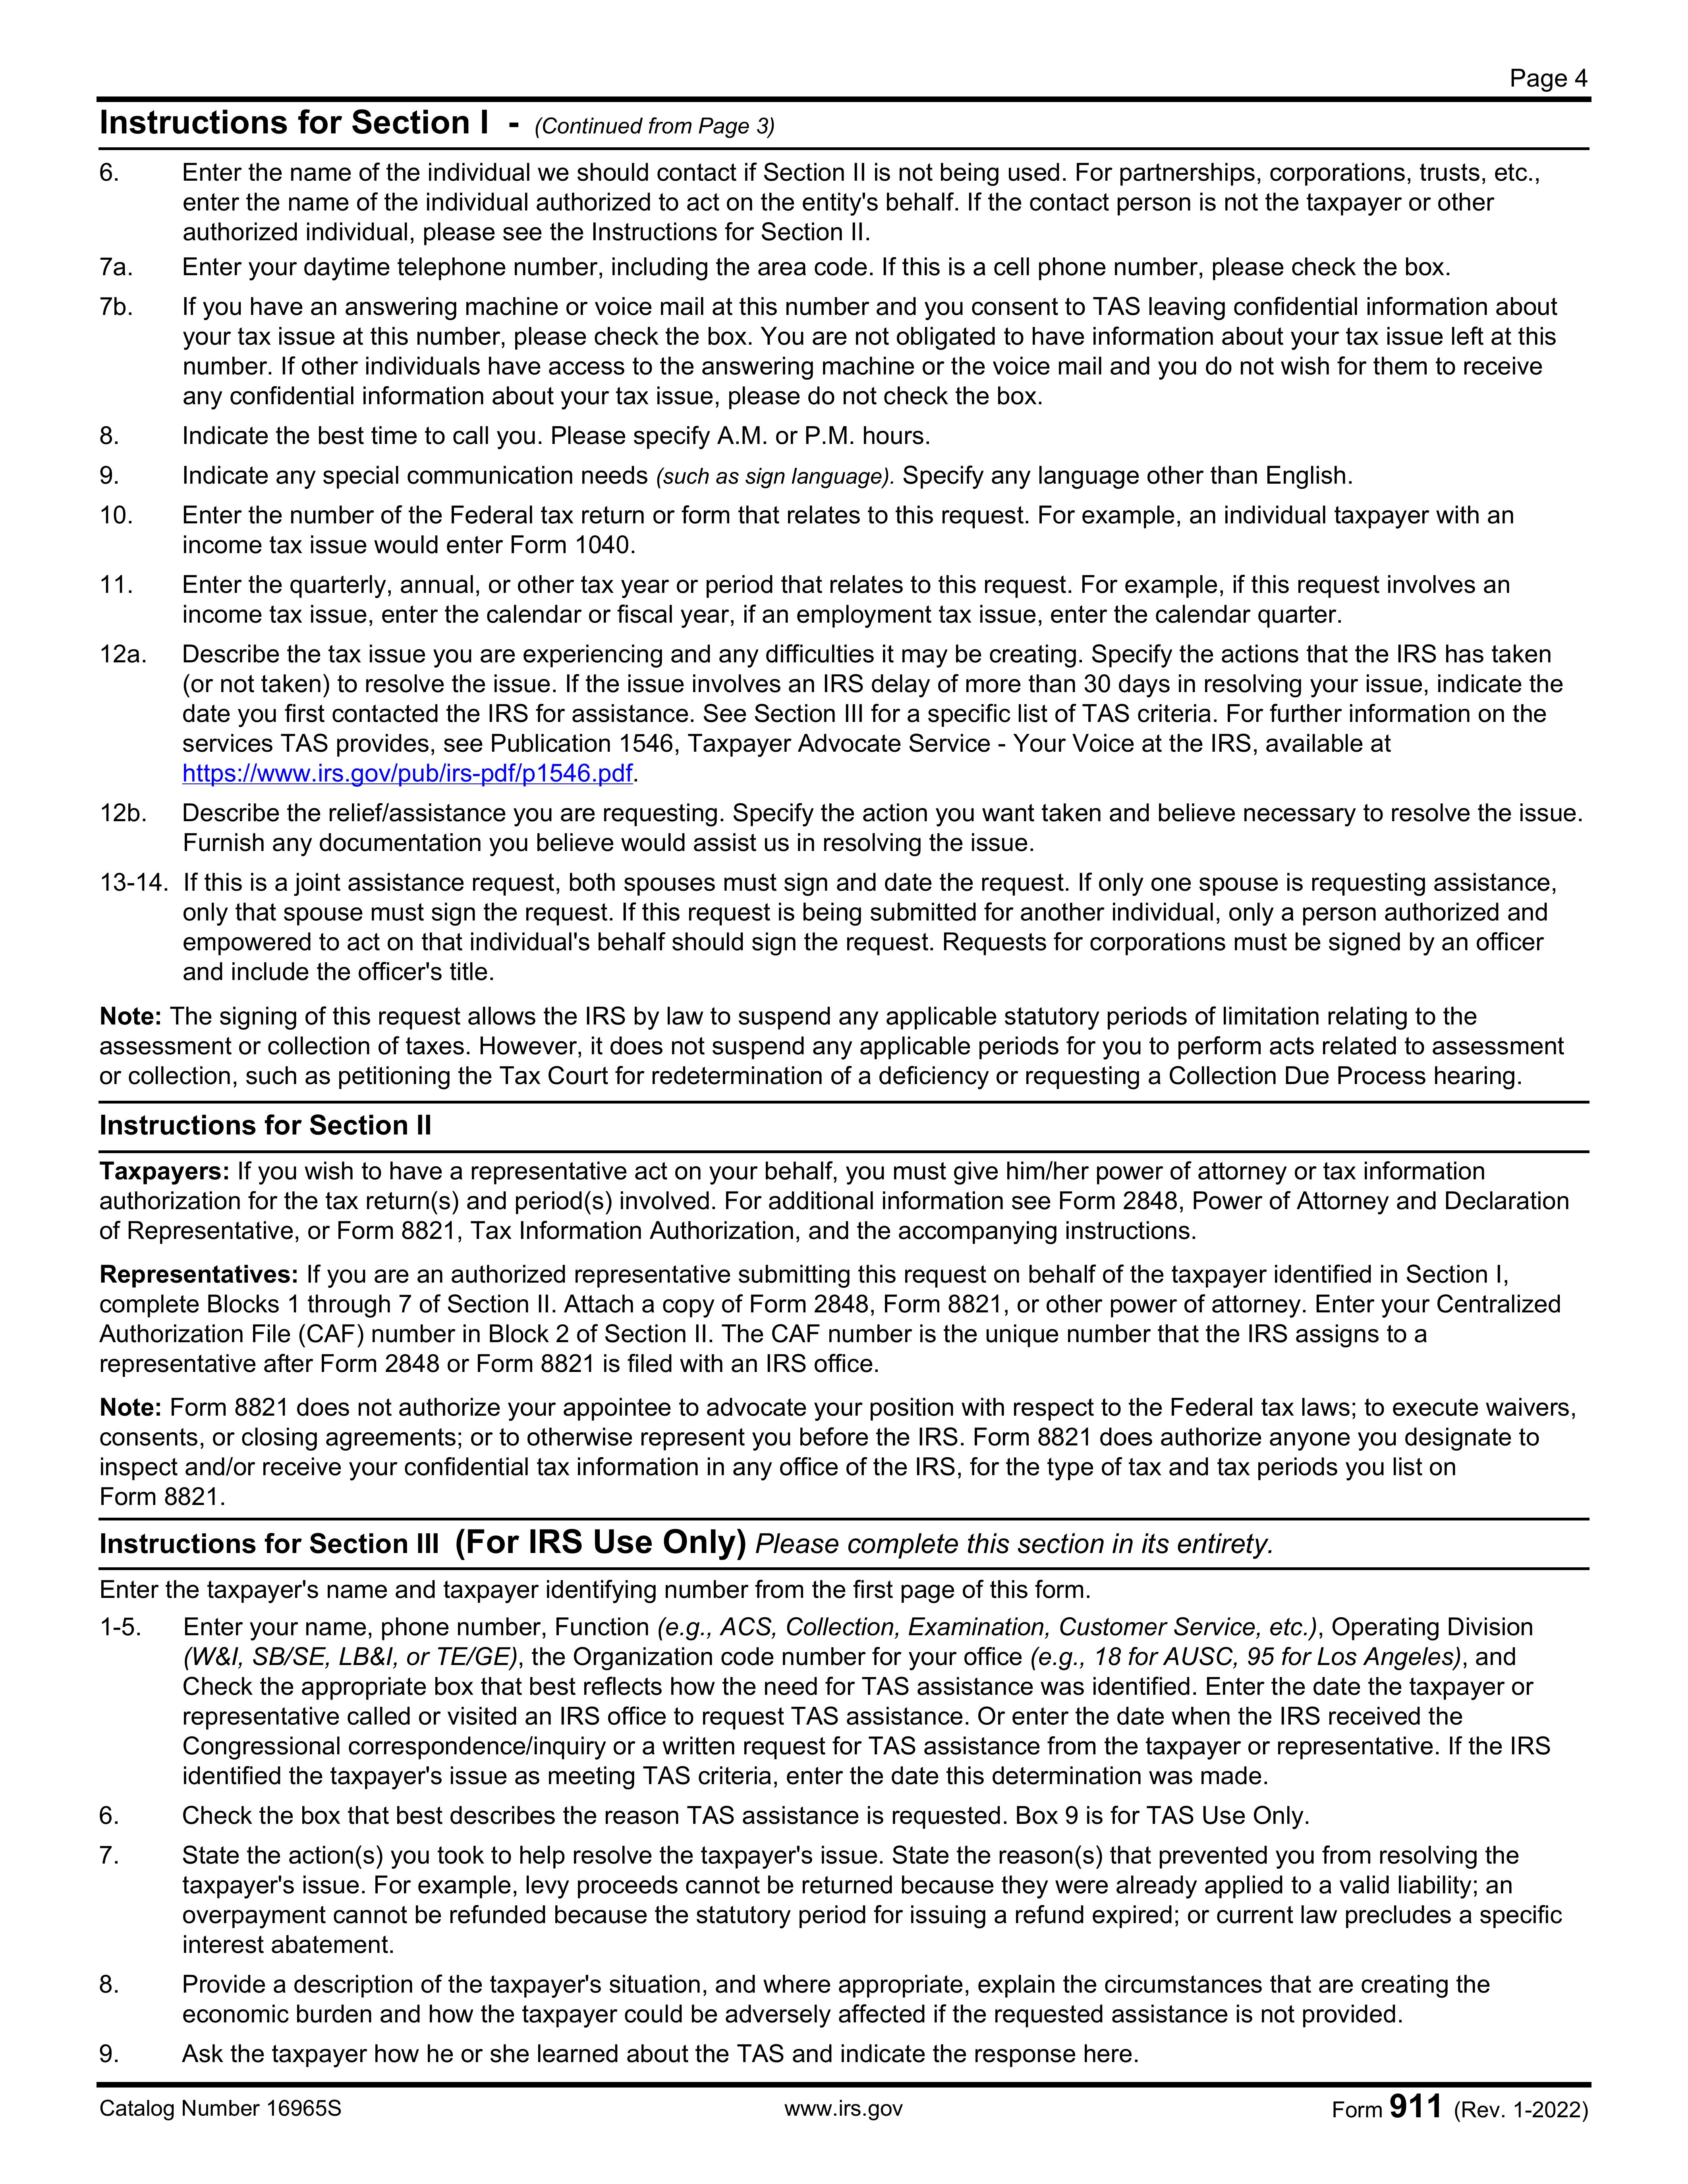 Page 4
Instructions for Section I - (Continued from Page 3)
6. Enter the name of the individual we should contact if Section II is not being used. For partnerships, corporations, trusts, etc.,
enter the name of the individual authorized to act on the entity's behalf. If the contact person is not the taxpayer or other
authorized individual, please see the Instructions for Section II.
7a. Enter your daytime telephone number, including the area code. If this is a cell phone number, please check the box.
7b. If you have an answering machine or voice mail at this number and you consent to TAS leaving confidential information about
your tax issue at this number, please check the box. You are not obligated to have information about your tax issue left at this
number. If other individuals have access to the answering machine or the voice mail and you do not wish for them to receive
any confidential information about your tax issue, please do not check the box.
8. Indicate the best time to call you. Please specify A.M. or P.M. hours.
9. Indicate any special communication needs (such as sign language). Specify any language other than English.
10. Enter the number of the Federal tax return or form that relates to this request. For example, an individual taxpayer with an
income tax issue would enter Form 1040.
11. Enter the quarterly, annual, or other tax year or period that relates to this request. For example, if this request involves an
income tax issue, enter the calendar or fiscal year, if an employment tax issue, enter the calendar quarter.
12a. Describe the tax issue you are experiencing and any difficulties it may be creating. Specify the actions that the IRS has taken
(or not taken) to resolve the issue. If the issue involves an IRS delay of more than 30 days in resolving your issue, indicate the
date you first contacted the IRS for assistance. See Section III for a specific list of TAS criteria. For further information on the
services TAS provides, see Publication 1546, Taxpayer Advocate Service - Your Voice at the IRS, available at
https://www.irs.gov/pub/irs-pdf/p1546.pdf.
12b. Describe the relief/assistance you are requesting. Specify the action you want taken and believe necessary to resolve the issue.
Furnish any documentation you believe would assist us in resolving the issue.
13-14. If this is a joint assistance request, both spouses must sign and date the request. If only one spouse is requesting assistance,
only that spouse must sign the request. If this request is being submitted for another individual, only a person authorized and
empowered to act on that individual's behalf should sign the request. Requests for corporations must be signed by an officer
and include the officer's title.
Note: The signing of this request allows the IRS by law to suspend any applicable statutory periods of limitation relating to the
assessment or collection of taxes. However, it does not suspend any applicable periods for you to perform acts related to assessment
or collection, such as petitioning the Tax Court for redetermination of a deficiency or requesting a Collection Due Process hearing.
Instructions for Section II
Taxpayers: If you wish to have a representative act on your behalf, you must give him/her power of attorney or tax information
authorization for the tax return(s) and period(s) involved. For additional information see Form 2848, Power of Attorney and Declaration
of Representative, or Form 8821, Tax Information Authorization, and the accompanying instructions.
Representatives: If you are an authorized representative submitting this request on behalf of the taxpayer identified in Section I,
complete Blocks 1 through 7 of Section II. Attach a copy of Form 2848, Form 8821, or other power of attorney. Enter your Centralized
Authorization File (CAF) number in Block 2 of Section II. The CAF number is the unique number that the IRS assigns to a
representative after Form 2848 or Form 8821 is filed with an IRS office.
Note: Form 8821 does not authorize your appointee to advocate your position with respect to the Federal tax laws; to execute waivers,
consents, or closing agreements; or to otherwise represent you before the IRS. Form 8821 does authorize anyone you designate to
inspect and/or receive your confidential tax information in any office of the IRS, for the type of tax and tax periods you list on
Form 8821.
Instructions for Section III (For IRS Use Only) Please complete this section in its entirety.
Enter the taxpayer's name and taxpayer identifying number from the first page of this form.
1-5. Enter your name, phone number, Function (e.g., ACS, Collection, Examination, Customer Service, etc.), Operating Division
(W&I, SB/SE, LB&I, or TE/GE), the Organization code number for your office (e.g., 18 for AUSC, 95 for Los Angeles), and
Check the appropriate box that best reflects how the need for TAS assistance was identified. Enter the date the taxpayer or
representative called or visited an IRS office to request TAS assistance. Or enter the date when the IRS received the
Congressional correspondence/inquiry or a written request for TAS assistance from the taxpayer or representative. If the IRS
identified the taxpayer's issue as meeting TAS criteria, enter the date this determination was made.
6. Check the box that best describes the reason TAS assistance is requested. Box 9 is for TAS Use Only.
7. State the action(s) you took to help resolve the taxpayer's issue. State the reason(s) that prevented you from resolving the
taxpayer's issue. For example, levy proceeds cannot be returned because they were already applied to a valid liability; an
overpayment cannot be refunded because the statutory period for issuing a refund expired; or current law precludes a specific
interest abatement.
8. Provide a description of the taxpayer's situation, and where appropriate, explain the circumstances that are creating the
economic burden and how the taxpayer could be adversely affected if the requested assistance is not provided.
9. Ask the taxpayer how he or she learned about the TAS and indicate the response here.
Catalog Number 16965S www.irs.gov Form 911 (Rev. 1-2022)